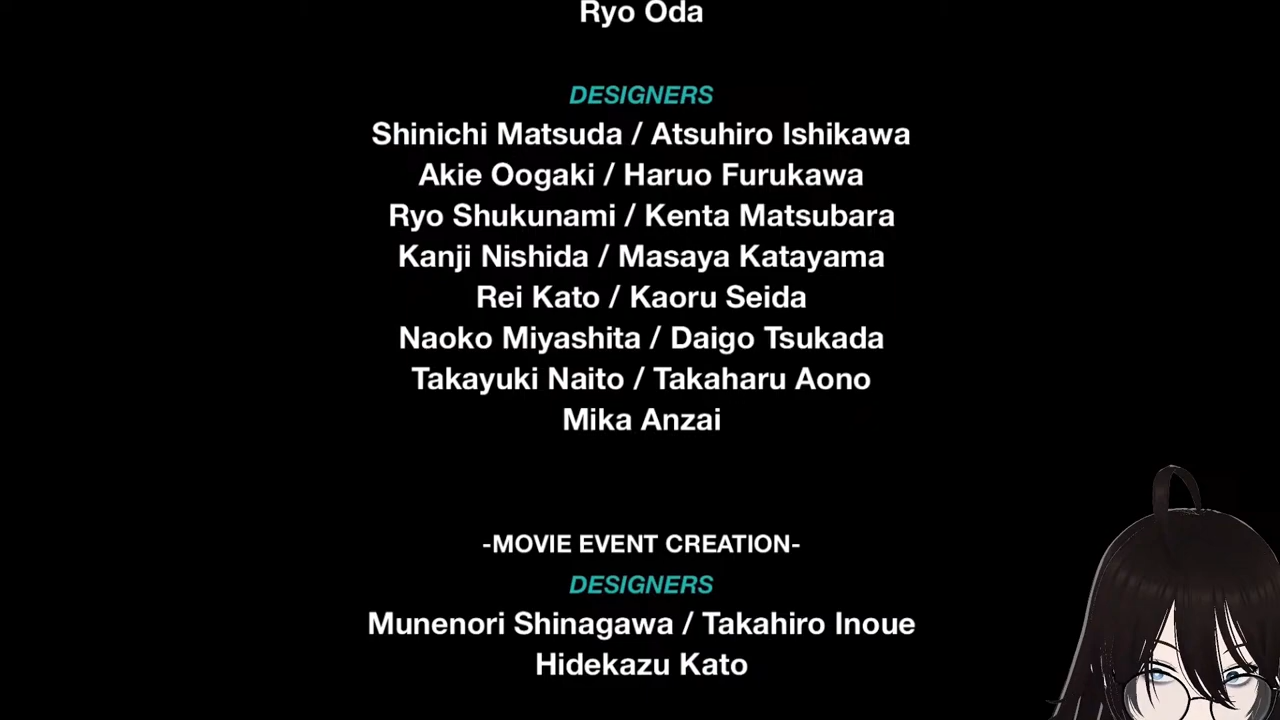 Ryo Oda
DESIGNERS
Shinichi Matsuda / Atsuhiro Ishikawa
Akie Oogaki / Haruo Furukawa
Ryo Shukunami / Kenta Matsubara
Kanji Nishida / Masaya Katayama
Rei Kato / Kaoru Seida
Naoko Miyashita / Daigo Tsukada
Takayuki Naito / Takaharu Aono
Mika Anzai
-MOVIE EVENT CREATION-
DESIGNERS
Munenori Shinagawa / Takahiro Inoue
Hidekazu Kato